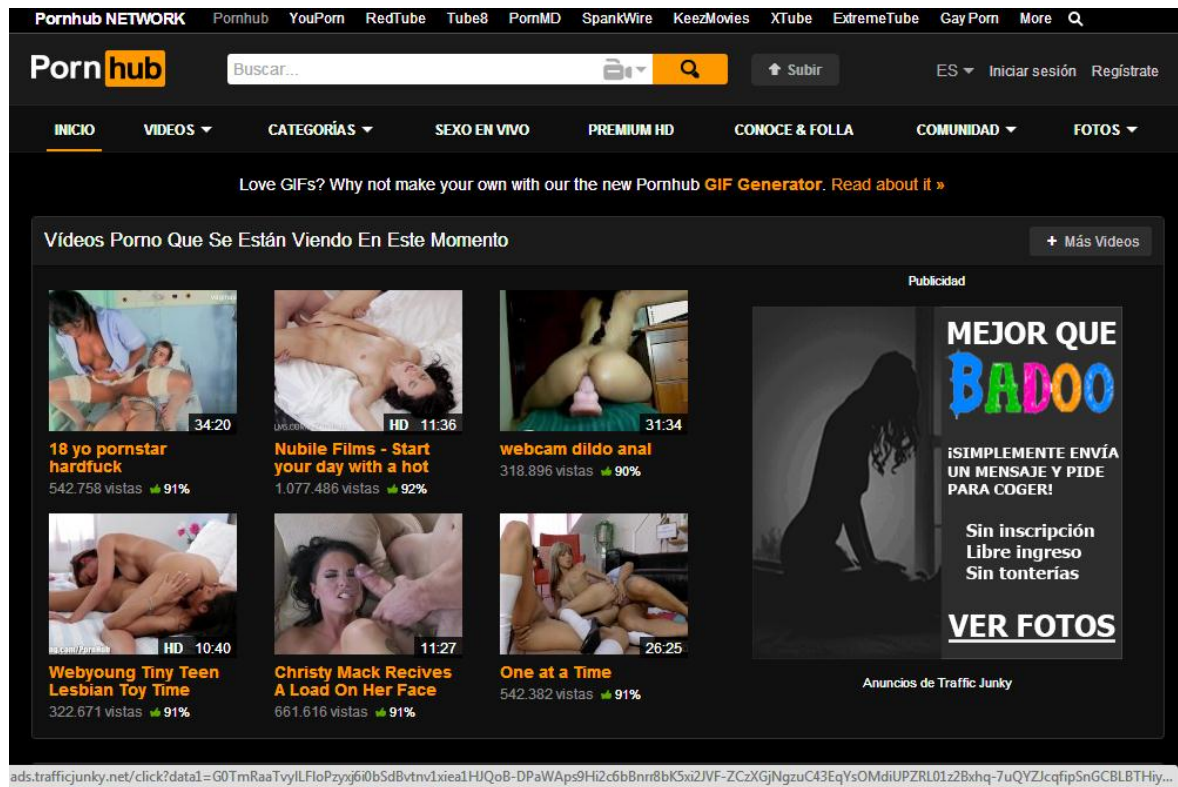 Pornhub NETWORK Pornhub YouPorn RedTube Tube8 PornMD SpankWire KeezMovies XTube ExtremeTube Gay Porn More
Porn hub
Buscar...
Subir
ES Iniciar sesión Regístrate
INICIO VIDEOS CATEGORÍAS SEXO EN VIVO PREMIUM HD CONOCE & FOLLA COMUNIDAD FOTOS
Love GIFs? Why not make your own with our the new Pornhub GIF Generator. Read about it »
Vídeos Porno Que Se Están Viendo En Este Momento
+ Más Videos
34:20
18 yo pornstar
hardfuck
542.758 vistas 91%
HD 11:36
Nubile Films - Start
your day with a hot
1.077.486 vistas 92%
31:34
webcam dildo anal
318.896 vistas 90%
HD 10:40
Webyoung Tiny Teen
Lesbian Toy Time
322.671 vistas 91%
11:27
Christy Mack Recives
A Load On Her Face
661.616 vistas 91%
26:25
One at a Time
542.382 vistas 91%
Publicidad
MEJOR QUE
BADOO
¡SIMPLEMENTE ENVÍA
UN MENSAJE Y PIDE
PARA COGER!
Sin inscripción
Libre ingreso
Sin tonterías
VER FOTOS
Anuncios de Traffic Junky